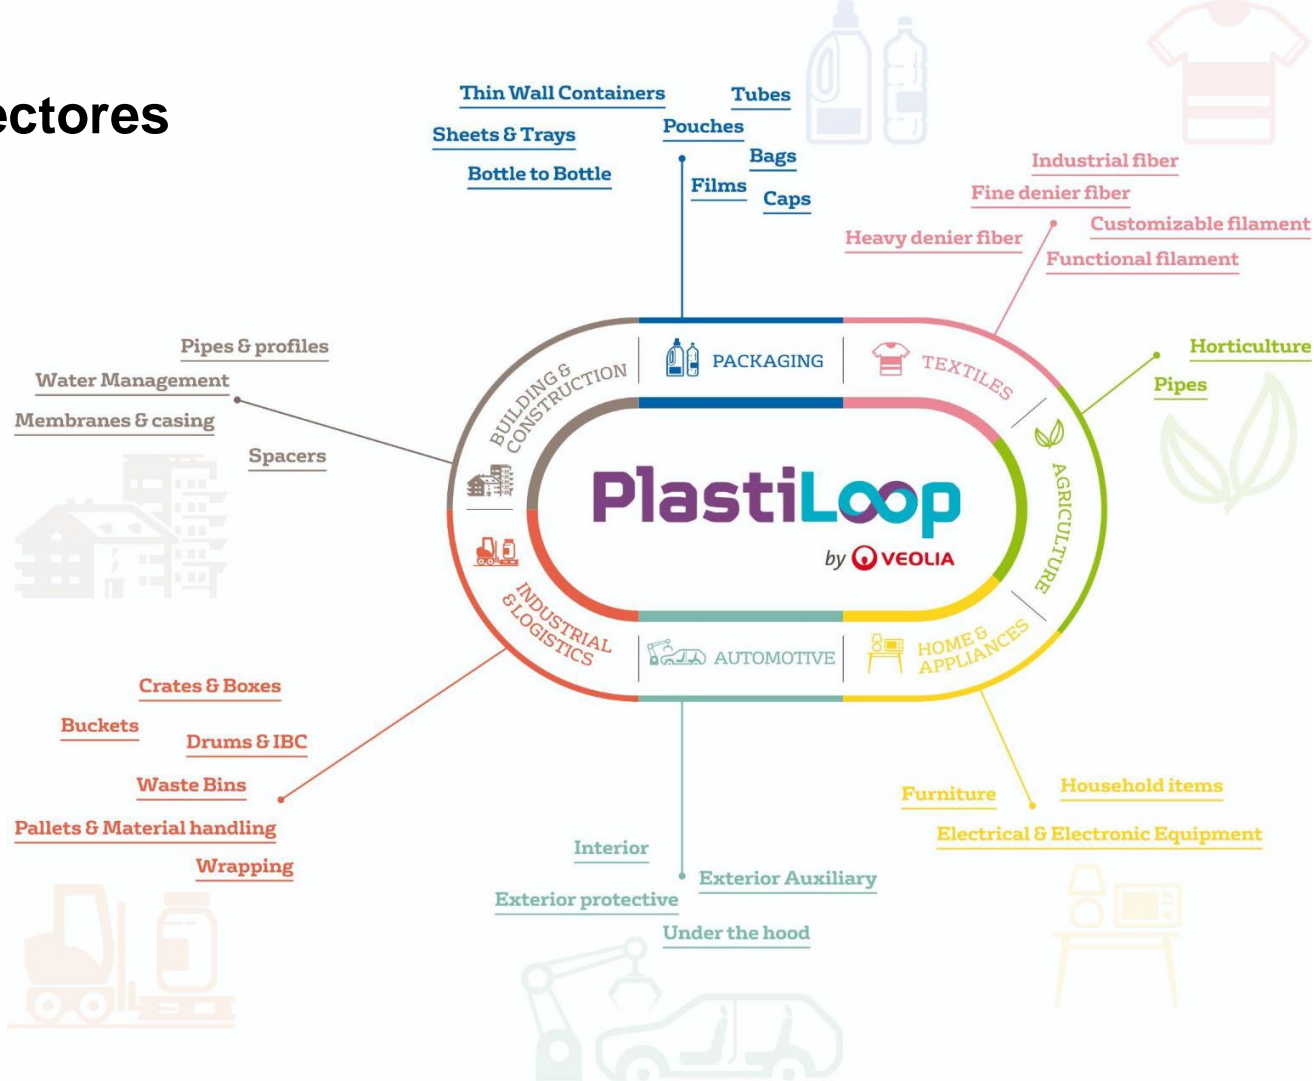 ectores
Thin Wall Containers
Tubes
Sheets & Trays
Pouches
Bottle to Bottle
Bags
Films
Caps
Industrial fiber
Fine denier fiber
Customizable filament
Heavy denier fiber
Functional filament
Pipes & profiles
Water Management
Membranes & casing
Spacers
Horticulture
Pipes
BUILDING &
CONSTRUCTION
PACKAGING
TEXTILES
AGRICULTURE
PlastiLoop
by VEOLIA
INDUSTRIAL
& LOGISTICS
AUTOMOTIVE
HOME &
APPLIANCES
Crates & Boxes
Buckets
Drums & IBC
Waste Bins
Pallets & Material handling
Wrapping
Interior
Exterior Auxiliary
Exterior protective
Under the hood
Furniture
Household items
Electrical & Electronic Equipment